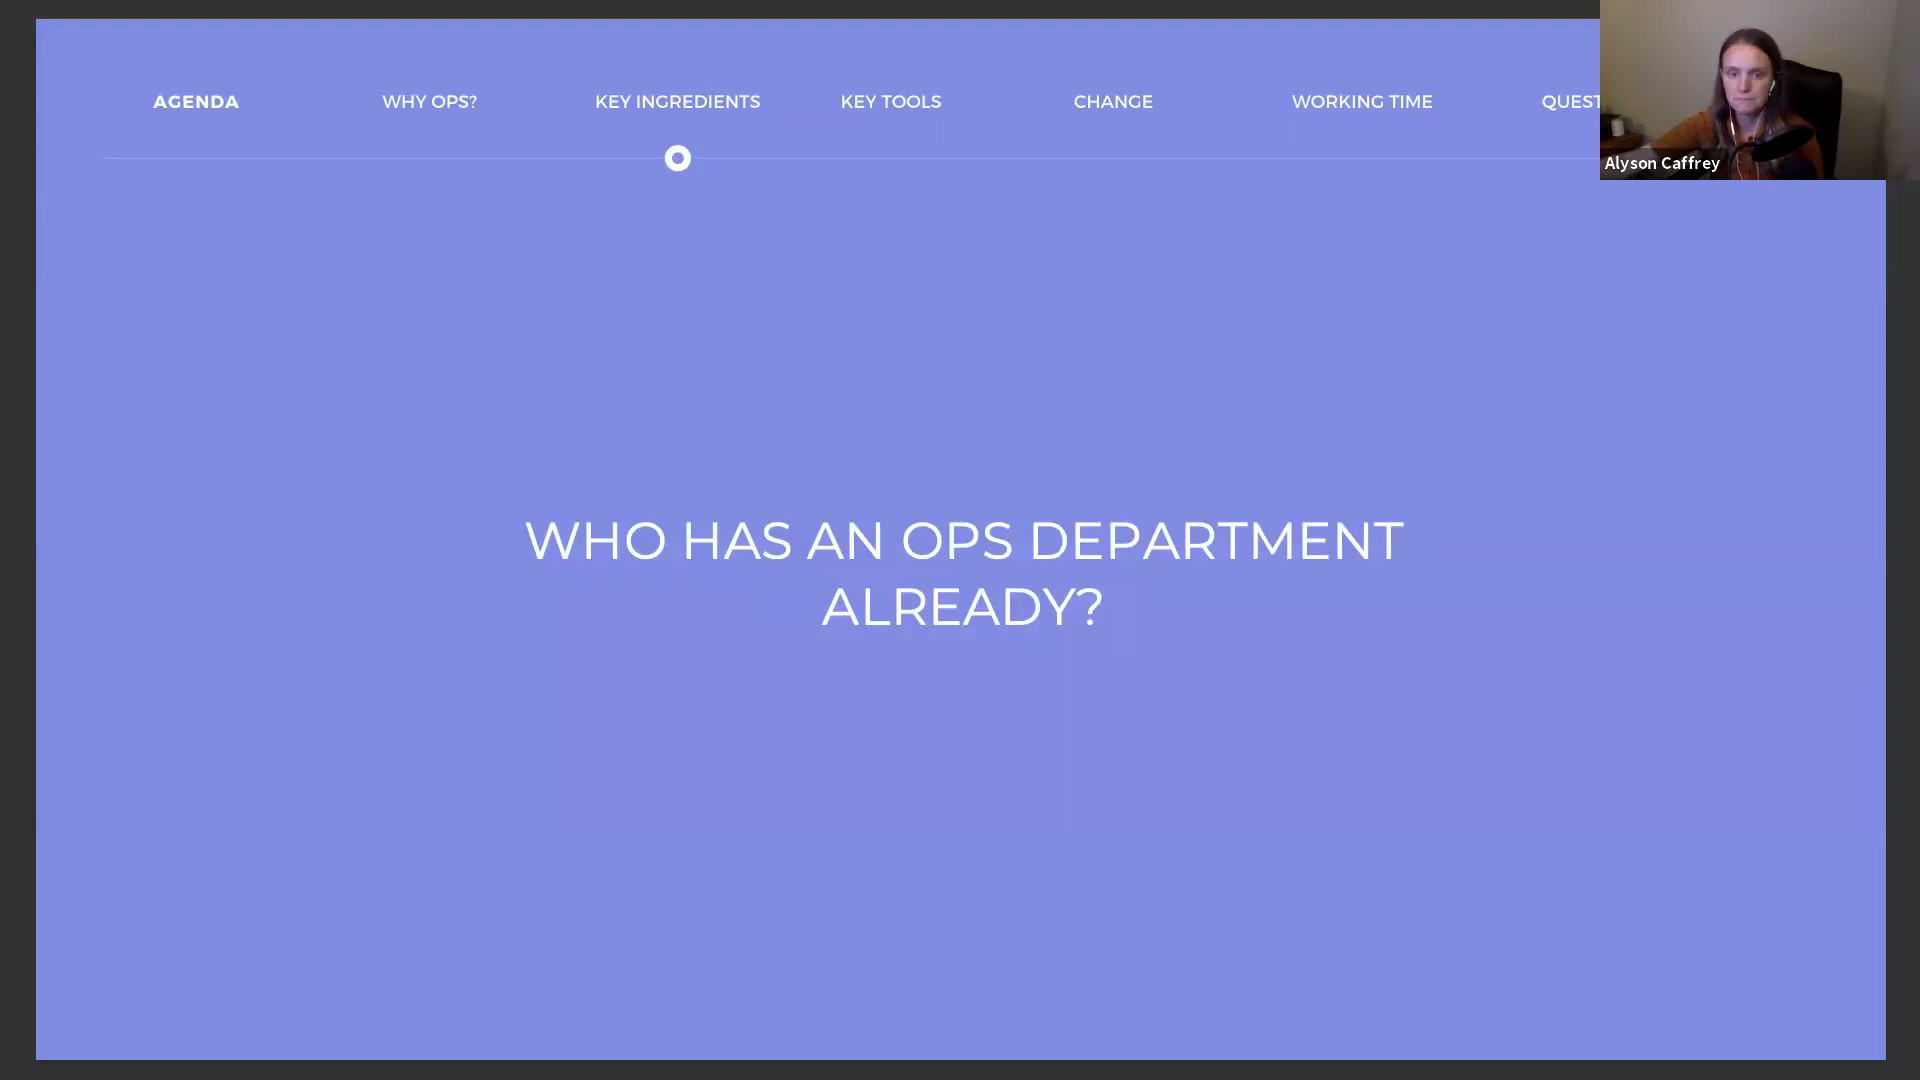 AGENDA WHY OPS? KEY INGREDIENTS KEY TOOLS CHANGE WORKING TIME
Alyson Caffrey
WHO HAS AN OPS DEPARTMENT
ALREADY?